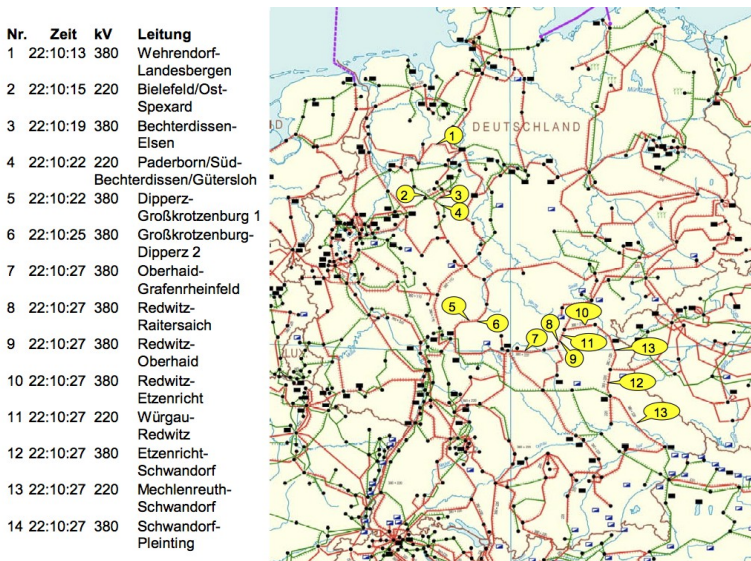 Nr. Zeit kV Leitung
1 22:10:13 380 Wehrendorf-
Landesbergen
2 22:10:15 220 Bielefeld/Ost-
Spexard
3 22:10:19 380 Bechterdissen-
Elsen
4 22:10:22 220 Paderborn/Süd-
Bechterdissen/Gütersloh
5 22:10:22 380 Dipperz-
Großkrotzenburg 1
6 22:10:25 380 Großkrotzenburg-
Dipperz 2
7 22:10:27 380 Oberhaid-
Grafenrheinfeld
8 22:10:27 380 Redwitz-
Raitersaich
9 22:10:27 380 Redwitz-
Oberhaid
10 22:10:27 380 Redwitz-
Etzenricht
11 22:10:27 220 Würgau-
Redwitz
12 22:10:27 380 Etzenricht-
Schwandorf
13 22:10:27 220 Mechlenreuth-
Schwandorf
14 22:10:27 380 Schwandorf-
Pleinting
DEUTSCHLAND
1
2
3
4
5
6
7
8
9
10
11
13
12
13
LUX